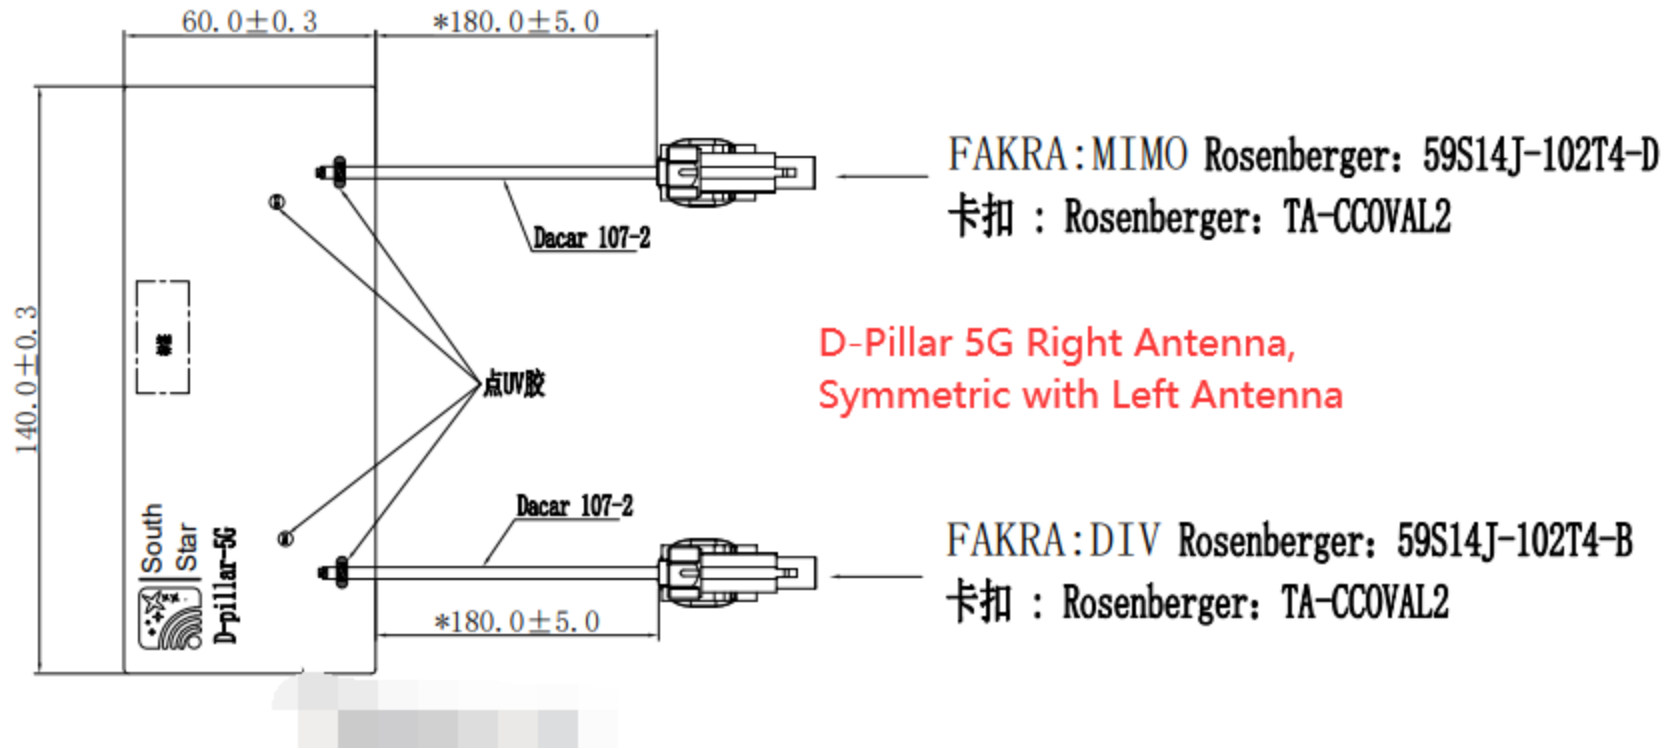 60.0±0.3
*180.0±5.0
FAKRA:MIMO Rosenberger: 59S14J-102T4-D
卡扣 : Rosenberger: TA-CCOVAL2
Dacar 107-2
140.0±0.3
D-Pillar 5G Right Antenna,
Symmetric with Left Antenna
点UV胶
South
Star
D-pillar-5G
Dacar 107-2
FAKRA:DIV Rosenberger: 59S14J-102T4-B
卡扣 : Rosenberger: TA-CCOVAL2
*180.0±5.0